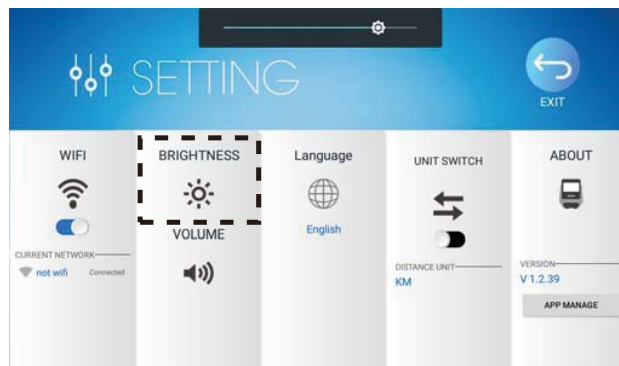 SETTING
EXIT
WIFI
CURRENT NETWORK
not wifi Connected
BRIGHTNESS
VOLUME
Language
English
UNIT SWITCH
DISTANCE UNIT
KM
ABOUT
VERSION
V 1.2.39
APP MANAGE